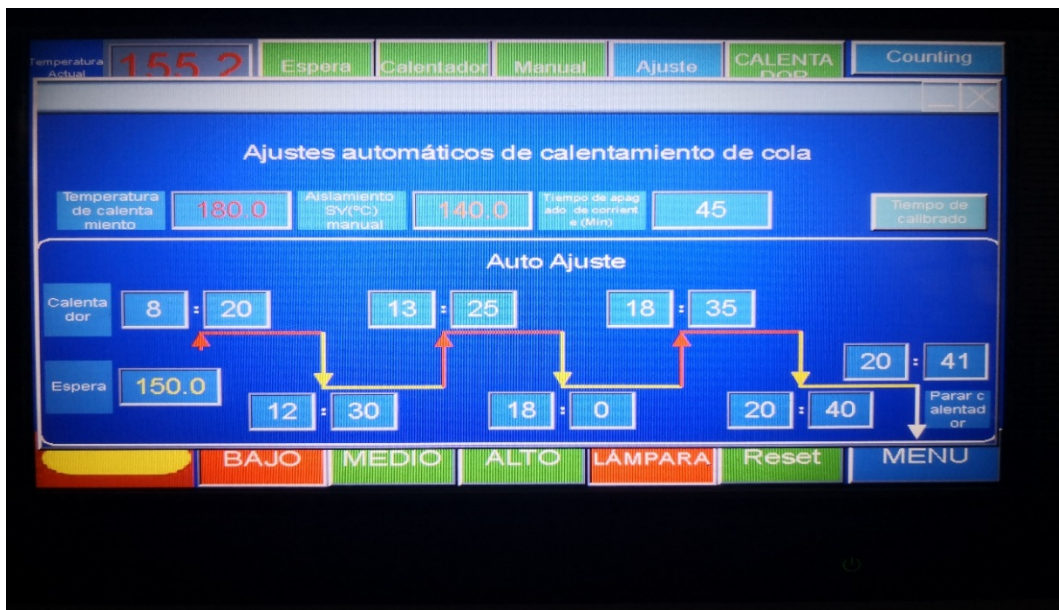 Temperatura
Actual
155.2
Espera
Calentador
Manual
Ajuste
CALENTA
DOR
Counting
Ajustes automáticos de calentamiento de cola
Temperatura
de calenta
miento
180.0
Aislamiento
SV(ºC)
manual
140.0
Tiempo de apag
ado de corrient
e (Min)
45
Tiempo de
calibrado
Auto Ajuste
Calenta
dor
8 : 20
13 : 25
18 : 35
Espera
150.0
20 : 41
12 : 30
18 : 0
20 : 40
Parar c
alentad
or
BAJO
MEDIO
ALTO
LÁMPARA
Reset
MENU